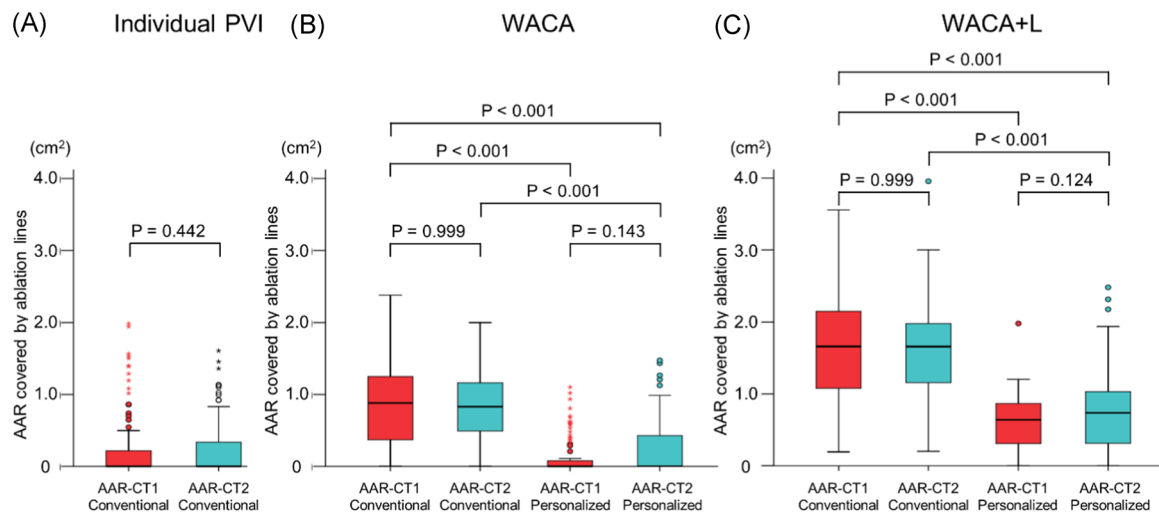 (A) Individual PVI
(cm²)
AAR covered by ablation lines
4.0
3.0
2.0
1.0
0
P = 0.442
AAR-CT1
Conventional
AAR-CT2
Conventional
(B) WACA
(cm²)
AAR covered by ablation lines
4.0
3.0
2.0
1.0
0
P < 0.001
P < 0.001
P < 0.001
P = 0.999
P = 0.143
AAR-CT1
Conventional
AAR-CT2
Conventional
AAR-CT1
Personalized
AAR-CT2
Personalized
(C) WACA+L
(cm²)
AAR covered by ablation lines
4.0
3.0
2.0
1.0
0
P < 0.001
P < 0.001
P < 0.001
P = 0.999
P = 0.124
AAR-CT1
Conventional
AAR-CT2
Conventional
AAR-CT1
Personalized
AAR-CT2
Personalized